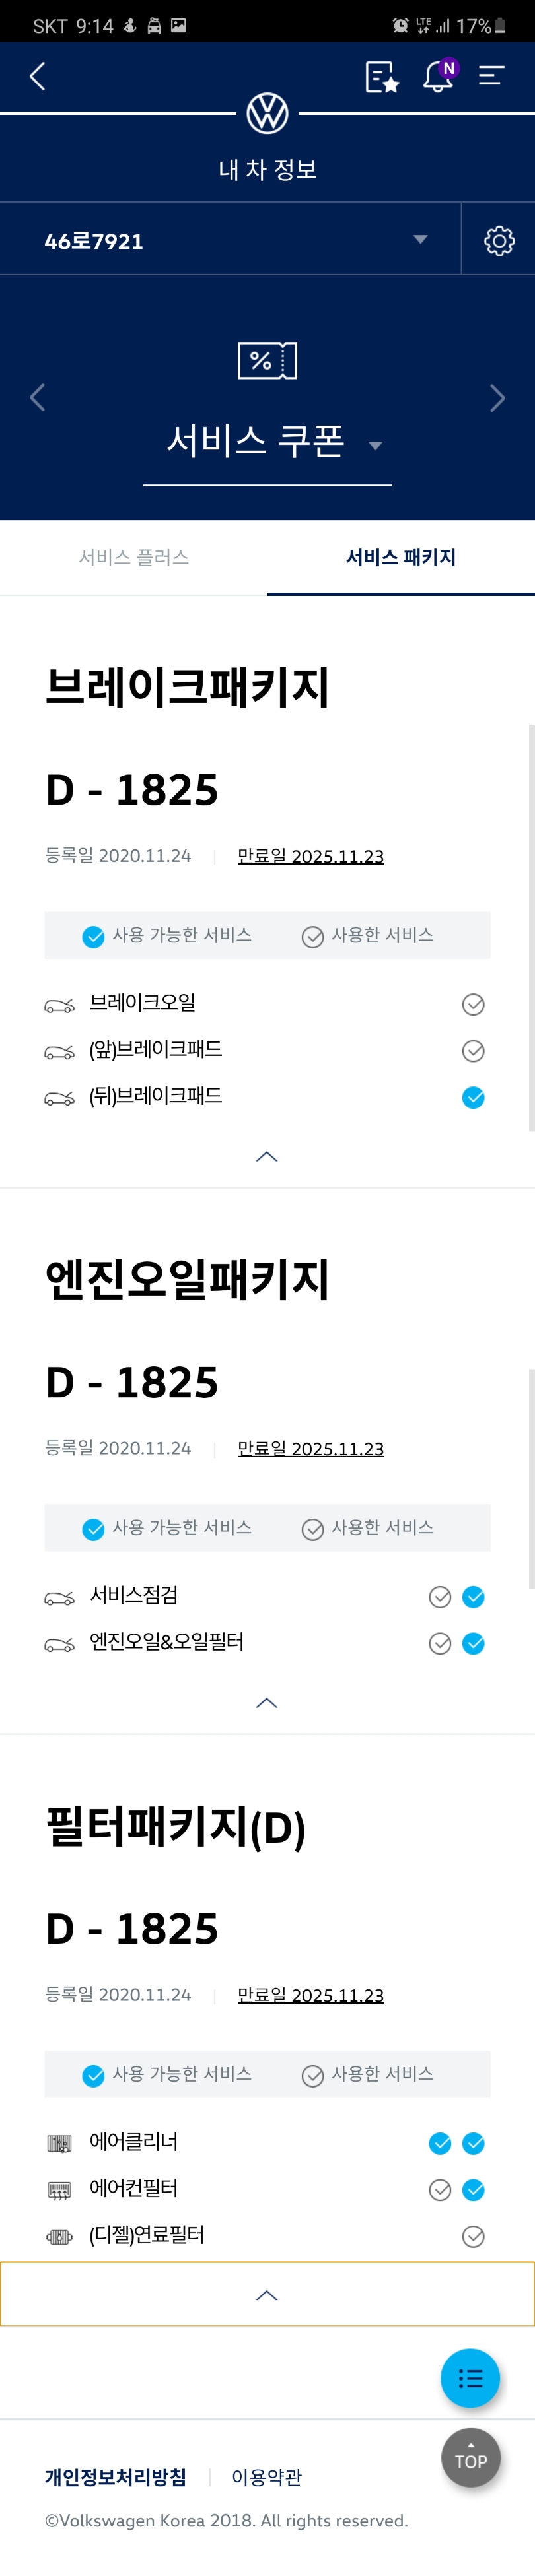 SKT 9:14 LTE 17%
N
내 차 정보
46로7921
%
서비스 쿠폰
서비스 플러스 서비스 패키지
브레이크패키지
D - 1825
등록일 2020.11.24 만료일 2025.11.23
사용 가능한 서비스 사용한 서비스
브레이크오일
(앞)브레이크패드
(뒤)브레이크패드
엔진오일패키지
D - 1825
등록일 2020.11.24 만료일 2025.11.23
사용 가능한 서비스 사용한 서비스
서비스점검
엔진오일&오일필터
필터패키지(D)
D - 1825
등록일 2020.11.24 만료일 2025.11.23
사용 가능한 서비스 사용한 서비스
에어클리너
에어컨필터
(디젤)연료필터
TOP
개인정보처리방침 이용약관
©Volkswagen Korea 2018. All rights reserved.